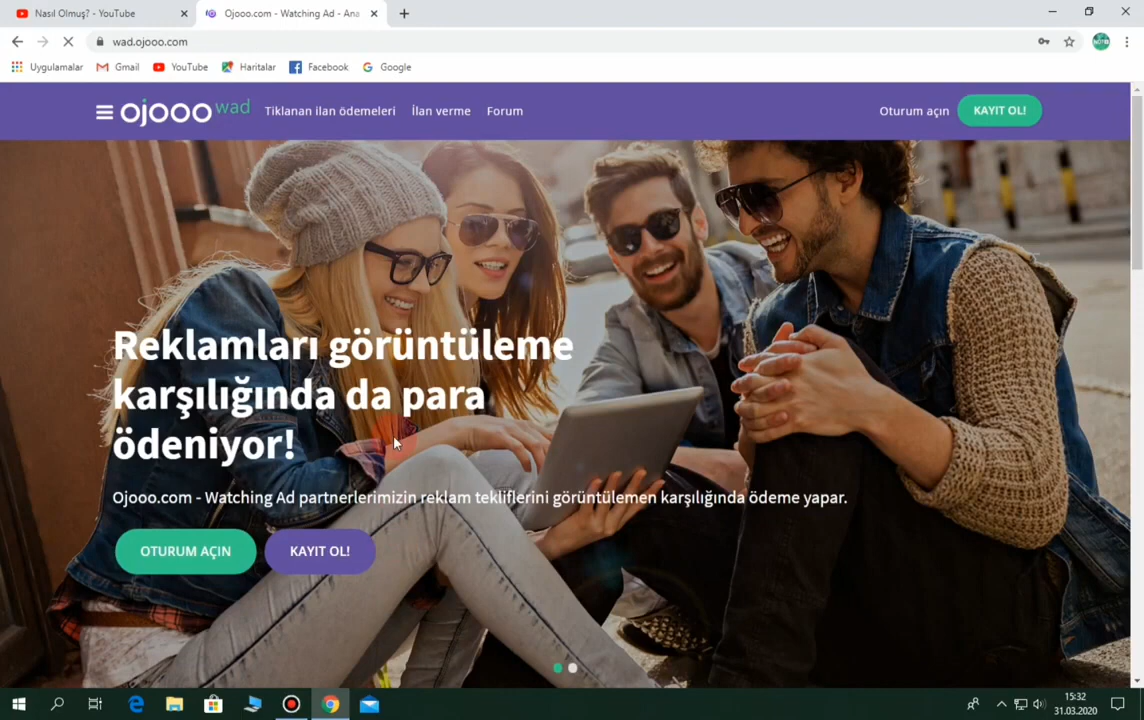 Nasıl Olmuş? - YouTube
Ojooo.com - Watching Ad - Ana
wad.ojooo.com
Uygulamalar
Gmail
YouTube
Haritalar
Facebook
Google
ojooo wad
Tiklanan ilan ödemeleri
İlan verme
Forum
Oturum açın
KAYIT OL!
Reklamları görüntüleme
karşılığında da para
ödeniyor!
Ojooo.com - Watching Ad partnerlerimizin reklam tekliflerini görüntülemen karşılığında ödeme yapar.
OTURUM AÇIN
KAYIT OL!
15:32
31.03.2020